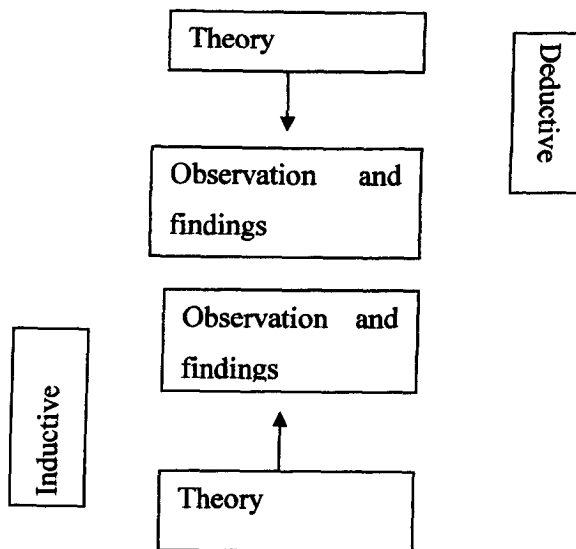 Theory
Deductive
Observation and
findings
Observation and
findings
Inductive
Theory